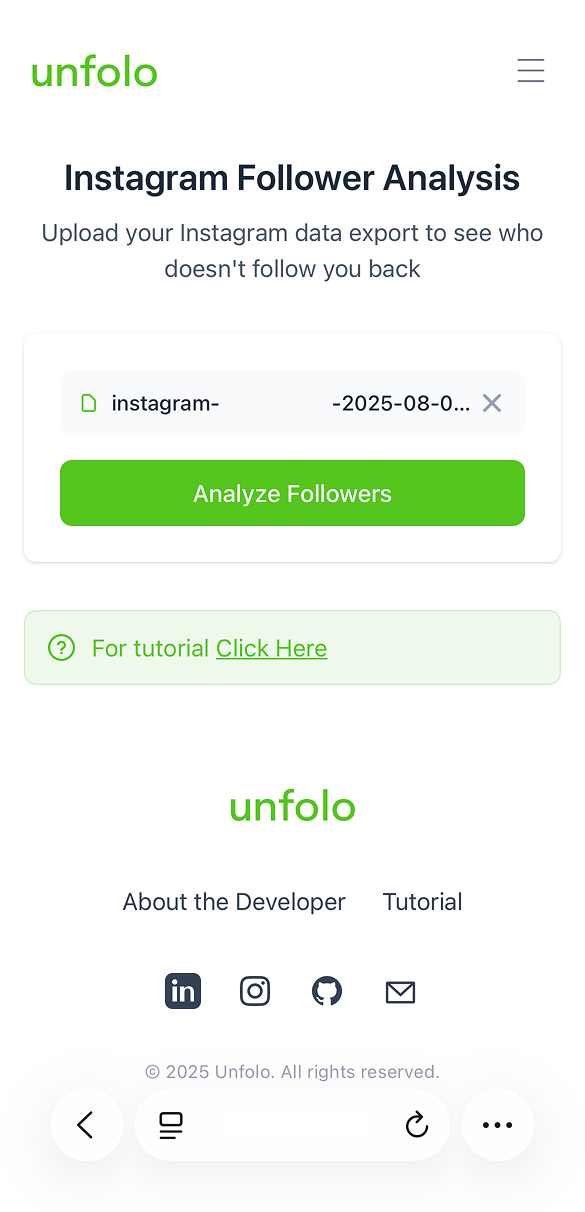 unfolo
Instagram Follower Analysis
Upload your Instagram data export to see who
doesn't follow you back
instagram- -2025-08-0...
Analyze Followers
For tutorial Click Here
unfolo
About the Developer Tutorial
in
© 2025 Unfolo. All rights reserved.